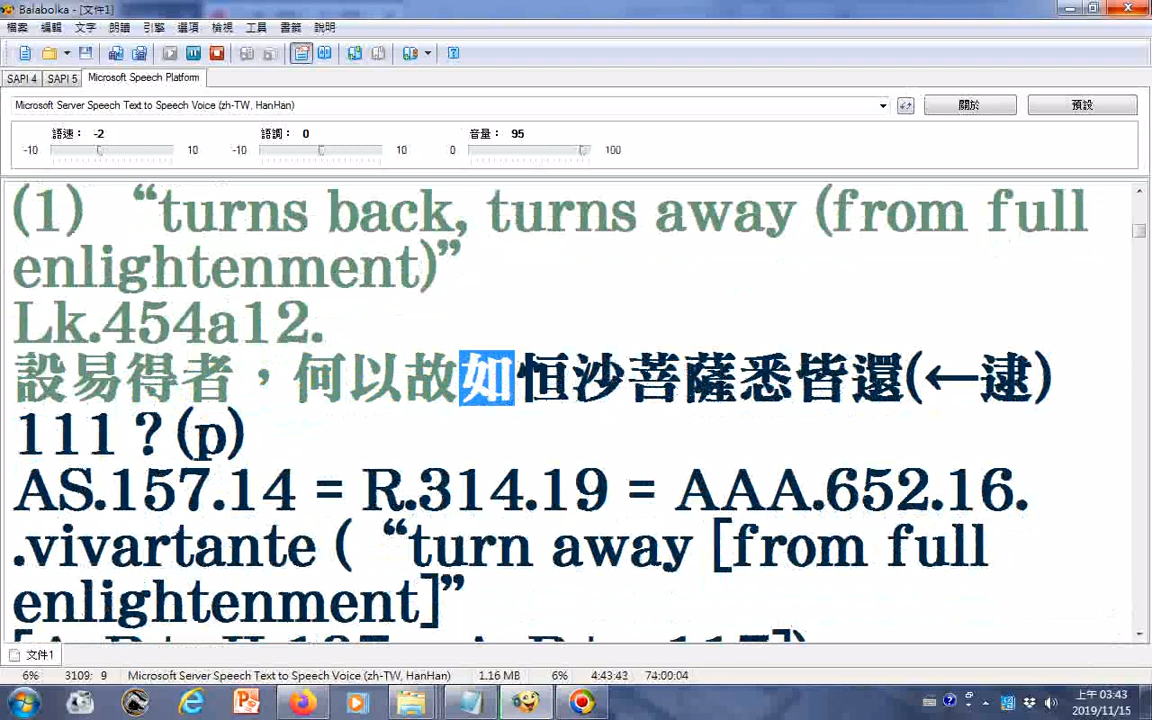 Balabolka - [文件1]
檔案 編輯 文字 朗讀 引擎 選項 檢視 工具 書籤 說明
SAPI 4 SAPI 5 Microsoft Speech Platform
Microsoft Server Speech Text to Speech Voice (zh-TW, HanHan) 關於 預設
語速： -2 語調： 0 音量： 95
-10 10 -10 10 0 100
(1) “turns back, turns away (from full
enlightenment)”
Lk.454a12.
設易得者，何以故如恒沙菩薩悉皆還(←逮)
111？(p)
AS.157.14 = R.314.19 = AAA.652.16.
.vivartante (“turn away [from full
enlightenment]”
文件1
6% 3109: 9 Microsoft Server Speech Text to Speech Voice (zh-TW, HanHan) 1.16 MB 6% 4:43:43 74:00:04
上午 03:43
2019/11/15